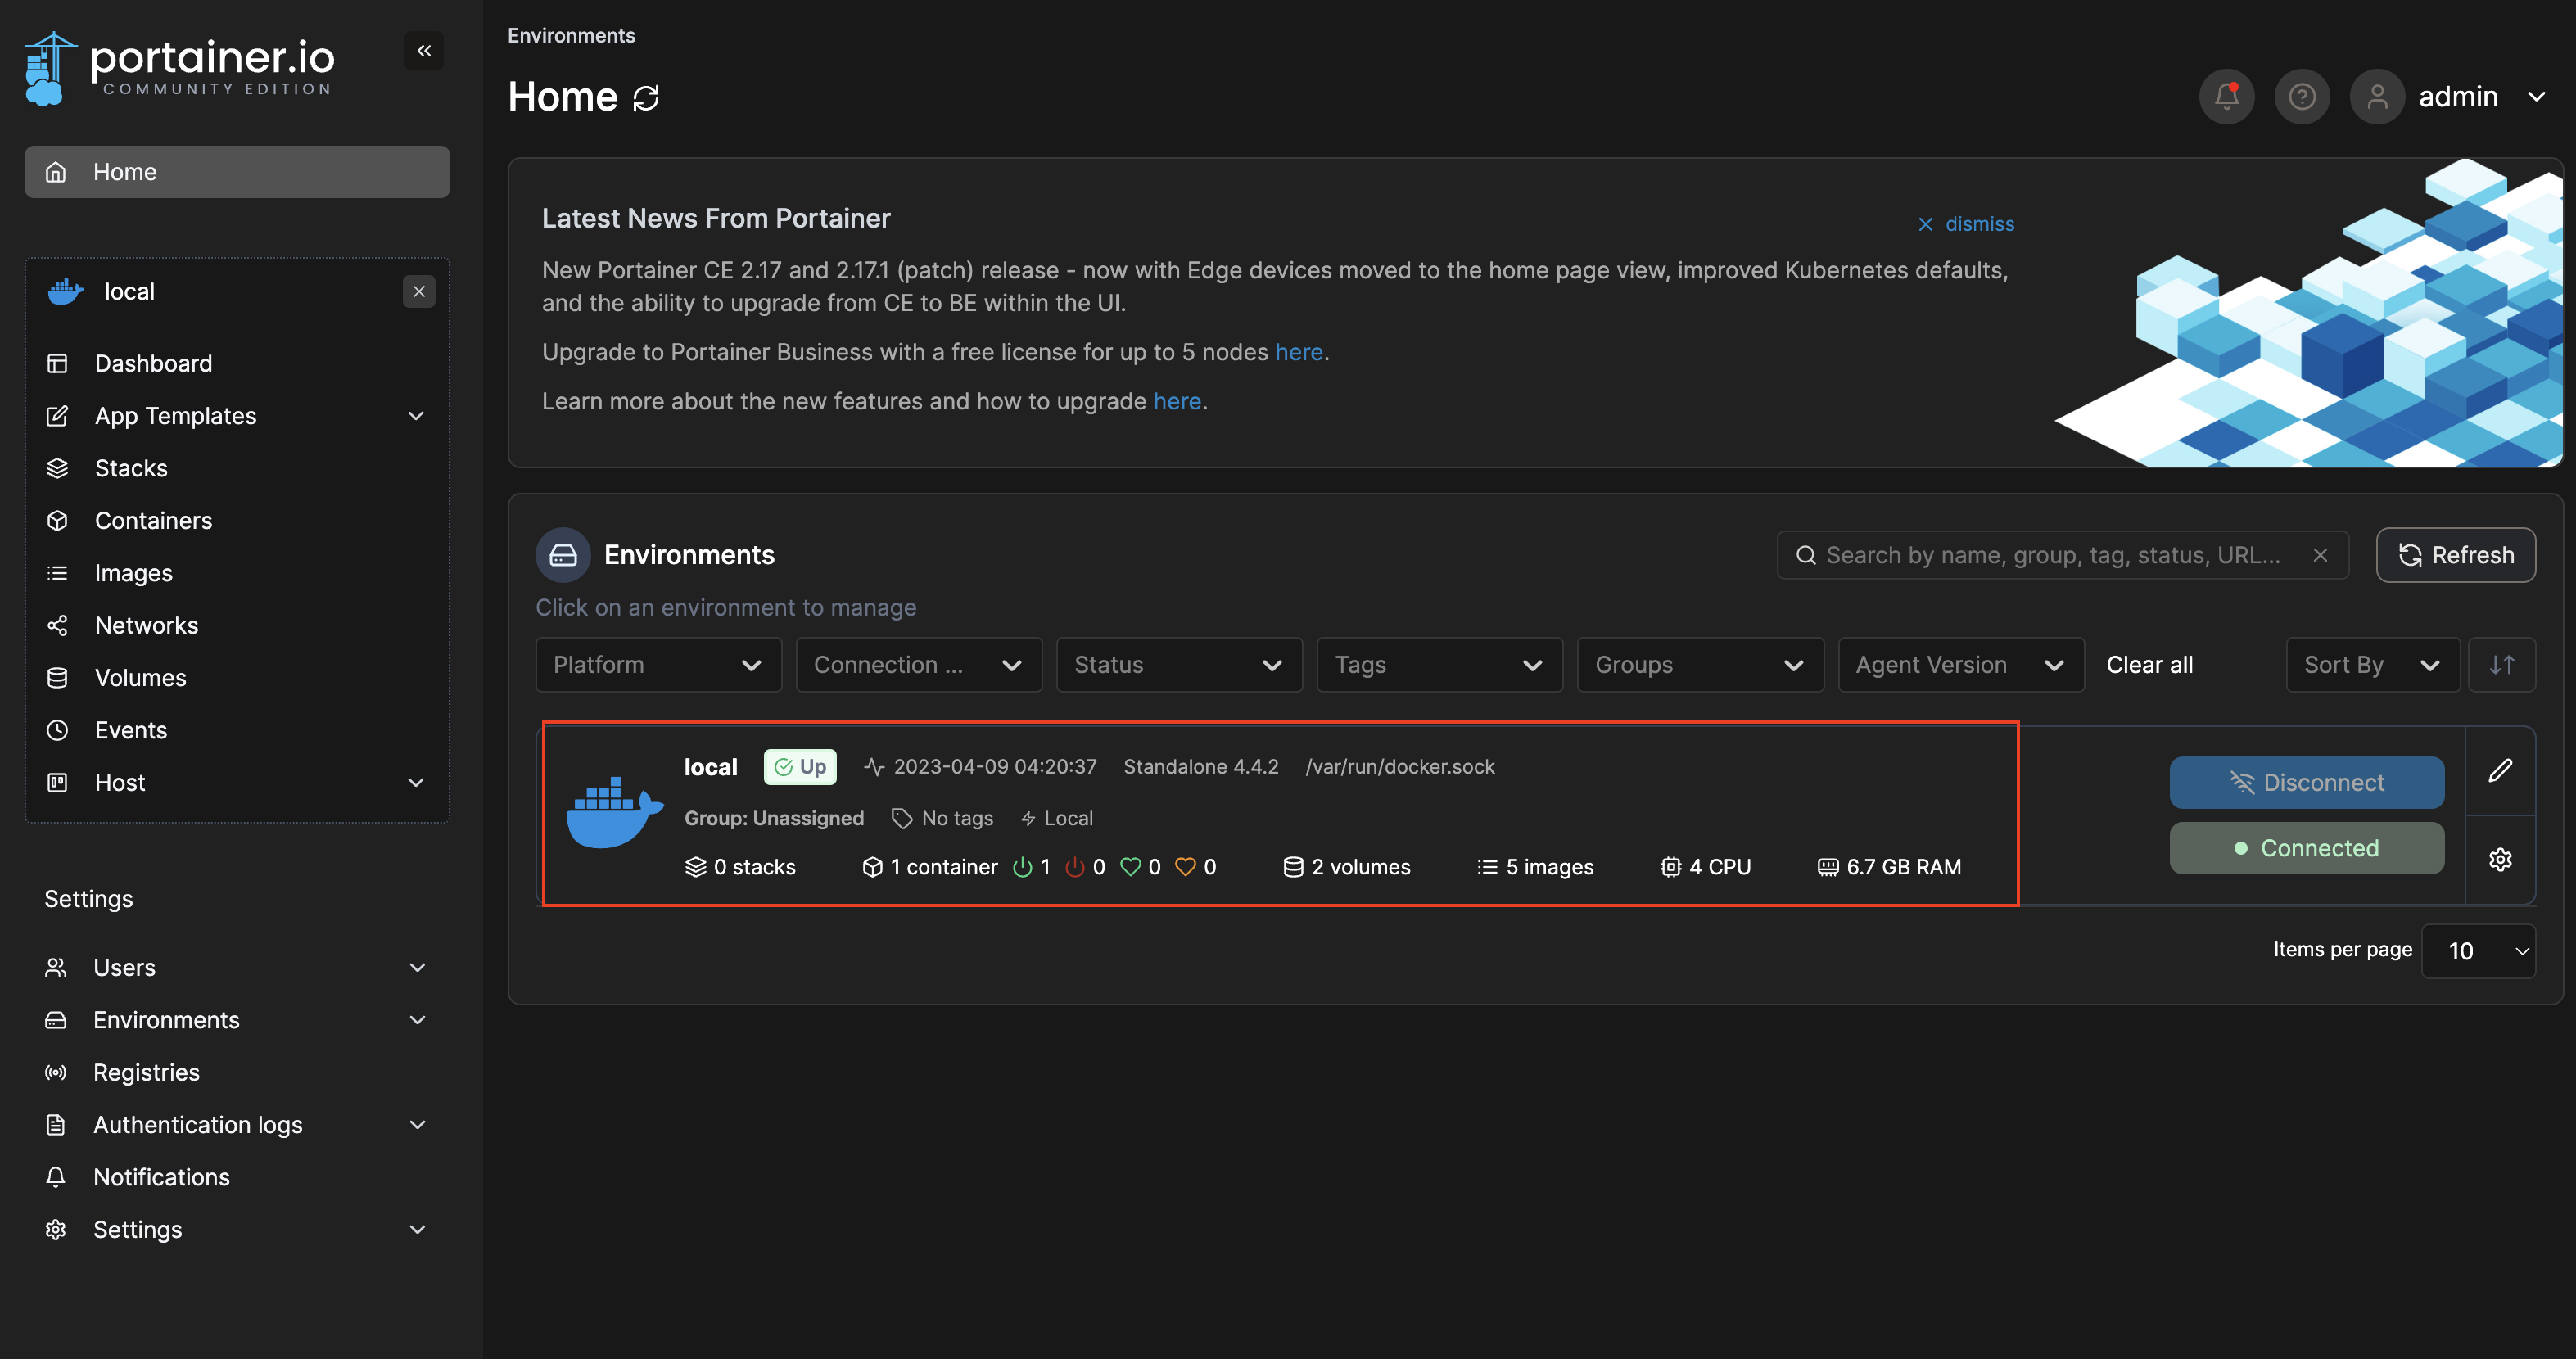 portainer.io
COMMUNITY EDITION
Home
local
Dashboard
App Templates
Stacks
Containers
Images
Networks
Volumes
Events
Host
Settings
Users
Environments
Registries
Authentication logs
Notifications
Settings
Environments
Home
admin
Latest News From Portainer
dismiss
New Portainer CE 2.17 and 2.17.1 (patch) release - now with Edge devices moved to the home page view, improved Kubernetes defaults,
and the ability to upgrade from CE to BE within the UI.
Upgrade to Portainer Business with a free license for up to 5 nodes here.
Learn more about the new features and how to upgrade here.
Environments
Search by name, group, tag, status, URL...
Refresh
Click on an environment to manage
Platform Connection ... Status Tags Groups Agent Version Clear all Sort By
local Up 2023-04-09 04:20:37 Standalone 4.4.2 /var/run/docker.sock
Group: Unassigned No tags Local
0 stacks 1 container 1 0 0 0 2 volumes 5 images 4 CPU 6.7 GB RAM
Disconnect
Connected
Items per page 10